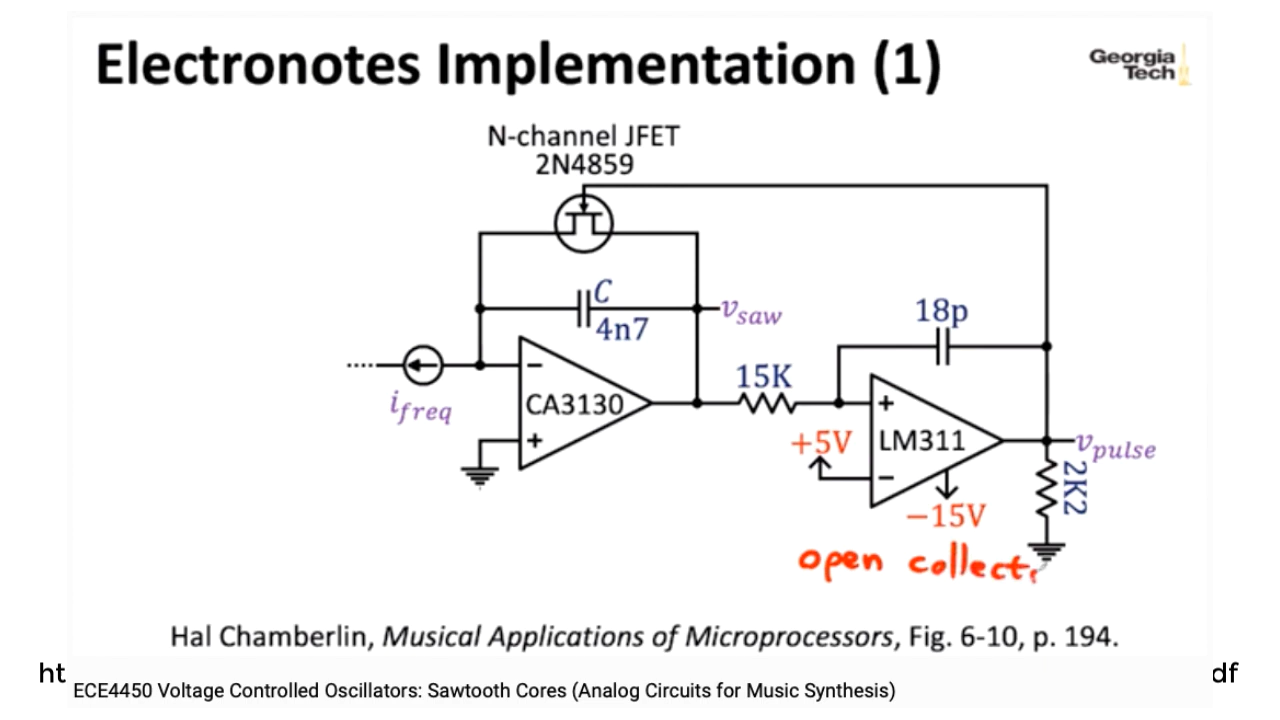 Electronotes Implementation (1)
Georgia
Tech
N-channel JFET
2N4859
C
4n7
v_saw
18p
i_freq
CA3130
15K
+5V
LM311
v_pulse
2K2
−15V
open collect
Hal Chamberlin, Musical Applications of Microprocessors, Fig. 6-10, p. 194.
ht
df
ECE4450 Voltage Controlled Oscillators: Sawtooth Cores (Analog Circuits for Music Synthesis)